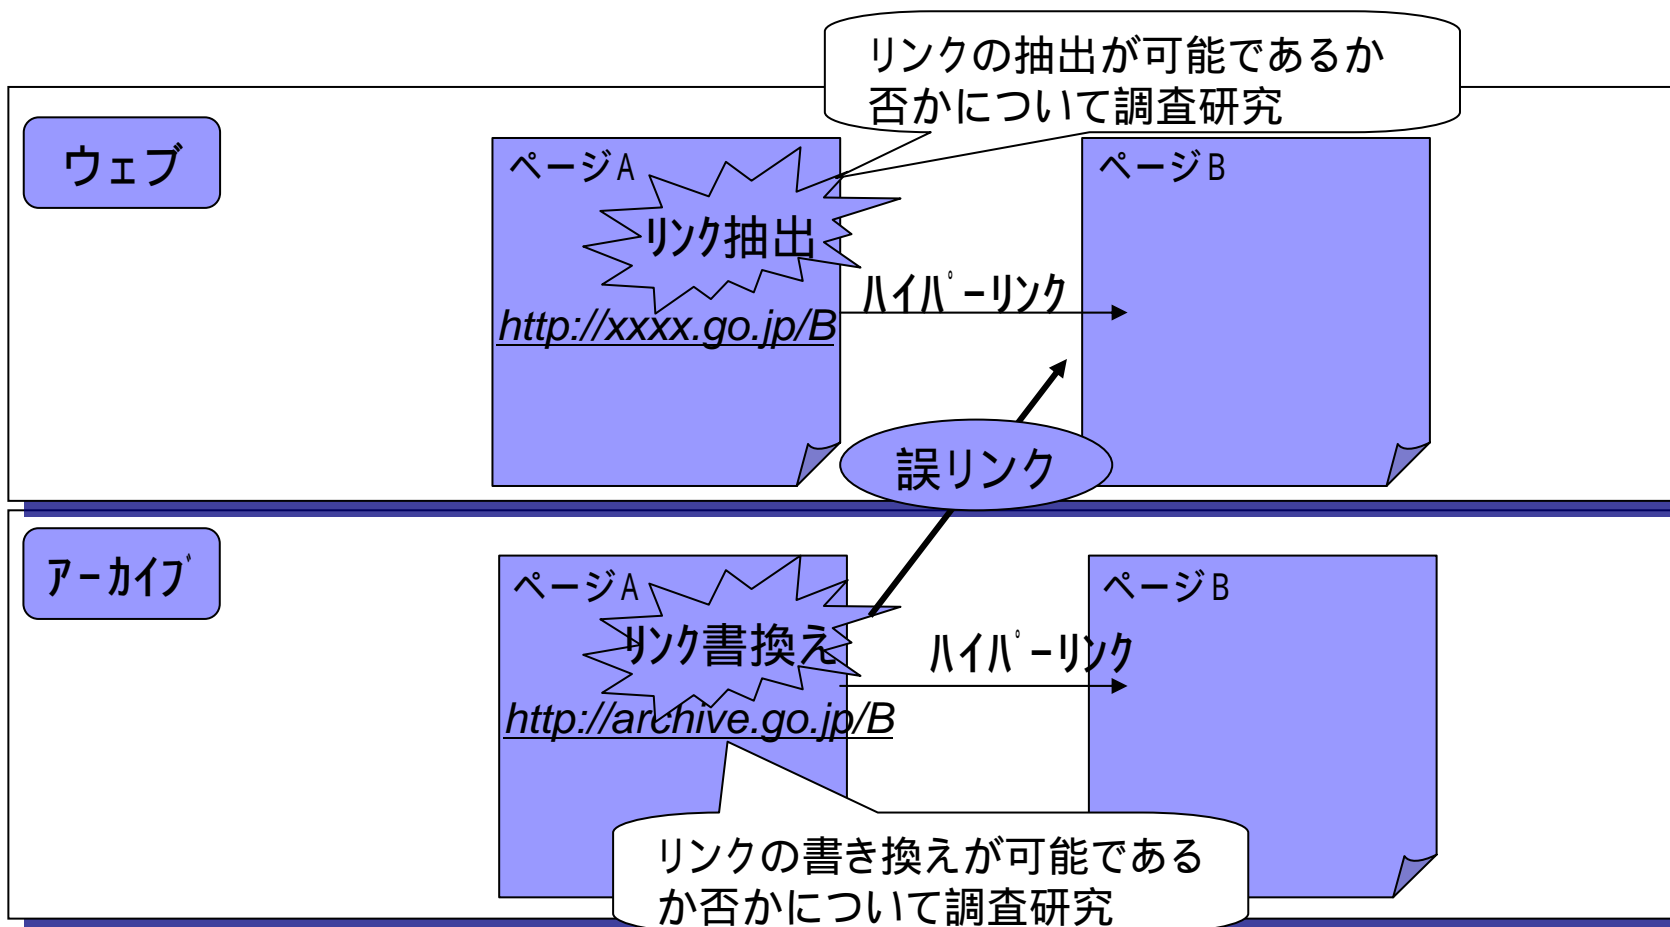 リンクの抽出が可能であるか
否かについて調査研究
ウェブ
ページA
ページB
リンク抽出
ハイパーリンク
http://xxxx.go.jp/B
誤リンク
アーカイブ
ページA
ページB
リンク書換え
ハイパーリンク
http://archive.go.jp/B
リンクの書き換えが可能である
か否かについて調査研究